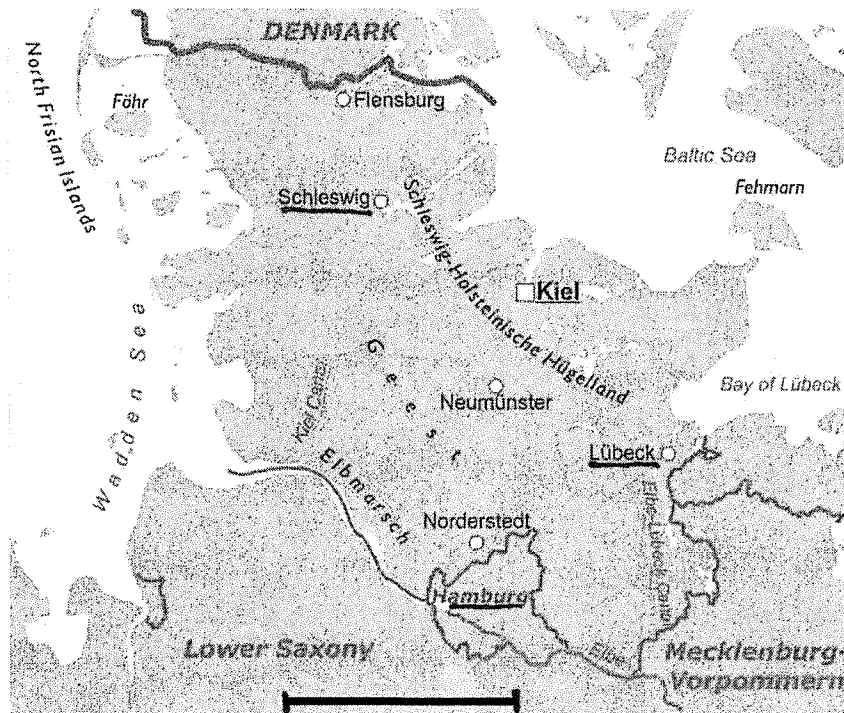 DENMARK
North Frisian Islands
Föhr
Flensburg
Baltic Sea
Fehmarn
Schleswig
Schleswig-Holsteinische Hügelland
Kiel
Wadden Sea
Geest
Kiel Canal
Neumünster
Bay of Lübeck
Lübeck
Elbmarsch
Norderstedt
Elbe-Lübeck Canal
Hamburg
Lower Saxony
Elbe
Mecklenburg-
Vorpommern